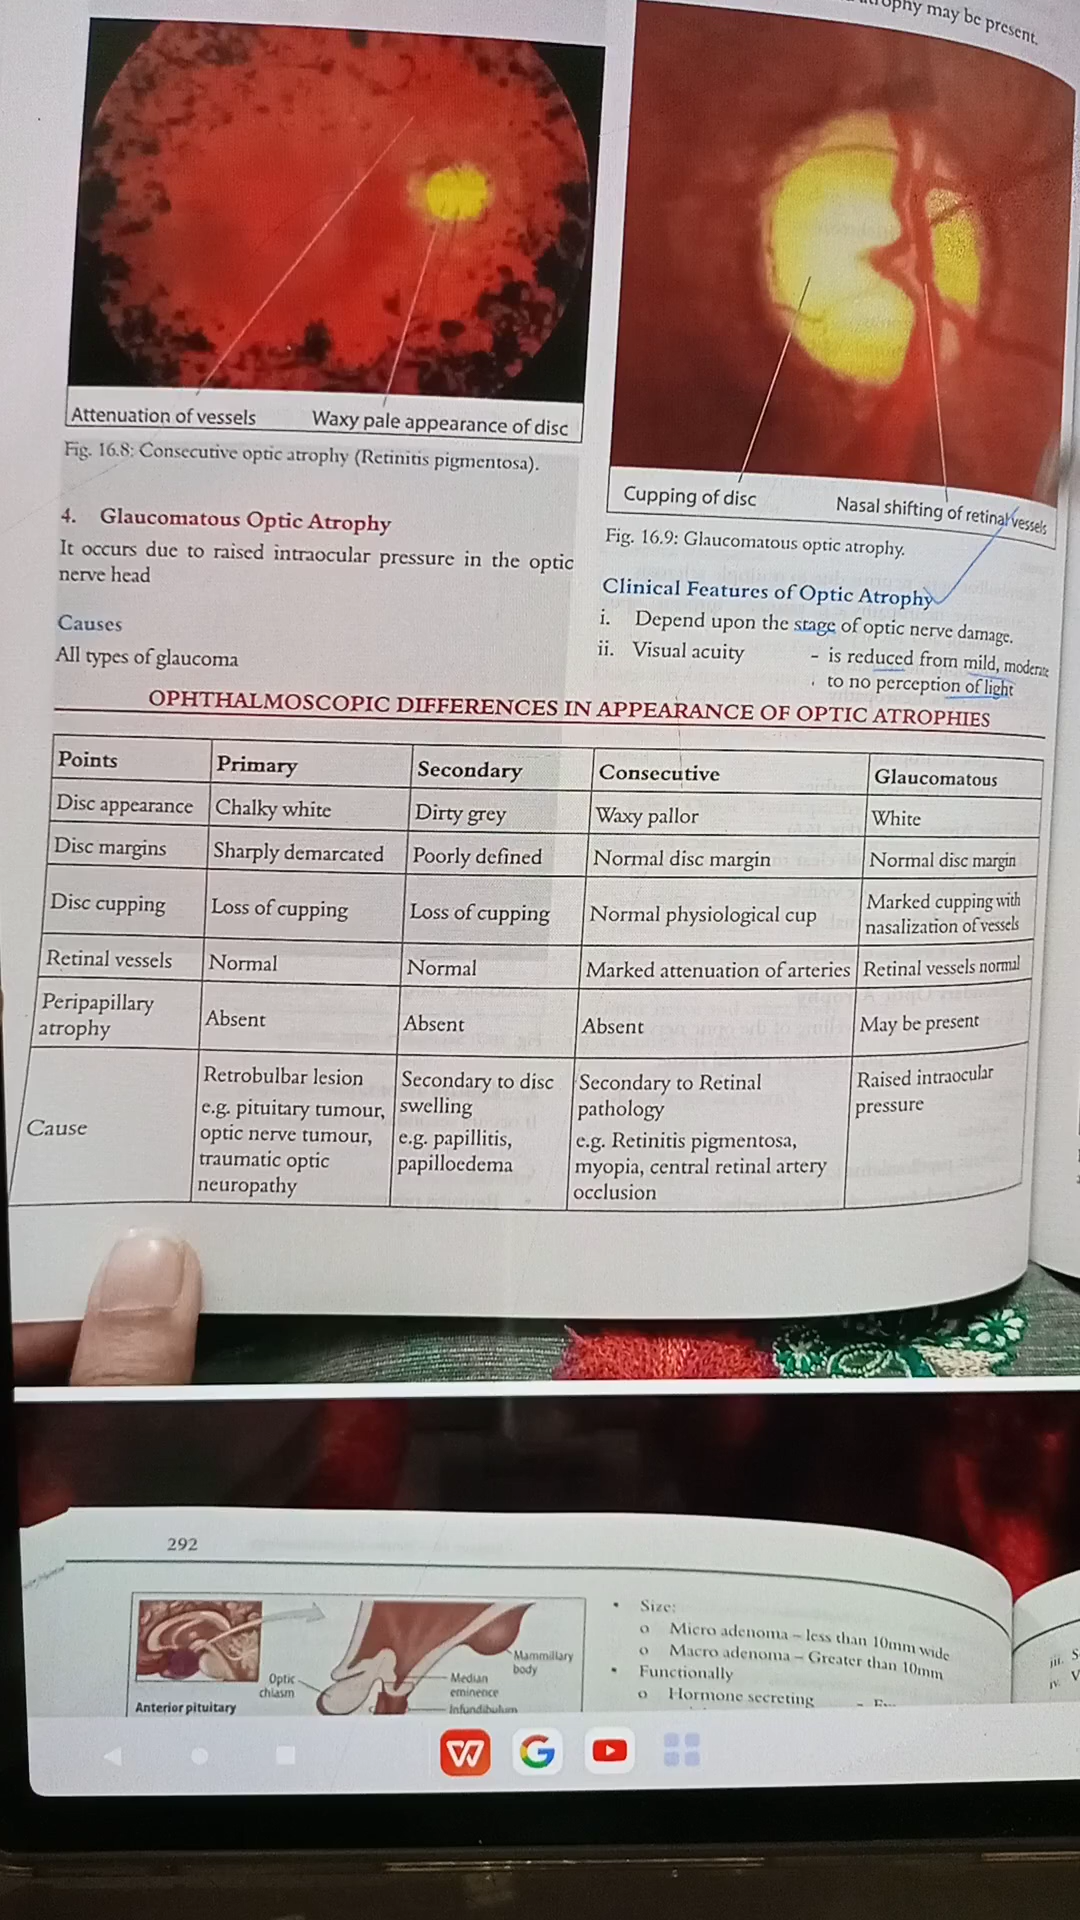 atrophy may be present.
Attenuation of vessels
Waxy pale appearance of disc
Fig. 16.8: Consecutive optic atrophy (Retinitis pigmentosa).
4. Glaucomatous Optic Atrophy
It occurs due to raised intraocular pressure in the optic
nerve head
Causes
All types of glaucoma
Cupping of disc
Nasal shifting of retinal vessels
Fig. 16.9: Glaucomatous optic atrophy.
Clinical Features of Optic Atrophy
i. Depend upon the stage of optic nerve damage.
ii. Visual acuity - is reduced from mild, moderate
to no perception of light
OPHTHALMOSCOPIC DIFFERENCES IN APPEARANCE OF OPTIC ATROPHIES
Points Primary Secondary Consecutive Glaucomatous
Disc appearance Chalky white Dirty grey Waxy pallor White
Disc margins Sharply demarcated Poorly defined Normal disc margin Normal disc margin
Disc cupping Loss of cupping Loss of cupping Normal physiological cup Marked cupping with
nasalization of vessels
Retinal vessels Normal Normal Marked attenuation of arteries Retinal vessels normal
Peripapillary
atrophy Absent Absent Absent May be present
Cause
Retrobulbar lesion
e.g. pituitary tumour,
optic nerve tumour,
traumatic optic
neuropathy
Secondary to disc
swelling
e.g. papillitis,
papilloedema
Secondary to Retinal
pathology
e.g. Retinitis pigmentosa,
myopia, central retinal artery
occlusion
Raised intraocular
pressure
292
Optic
chiasm
Anterior pituitary
Mammillary
body
Median
eminence
Infundibulum
• Size:
o Micro adenoma – less than 10mm wide
o Macro adenoma – Greater than 10mm
• Functionally
o Hormone secreting
iii. S
iv. V